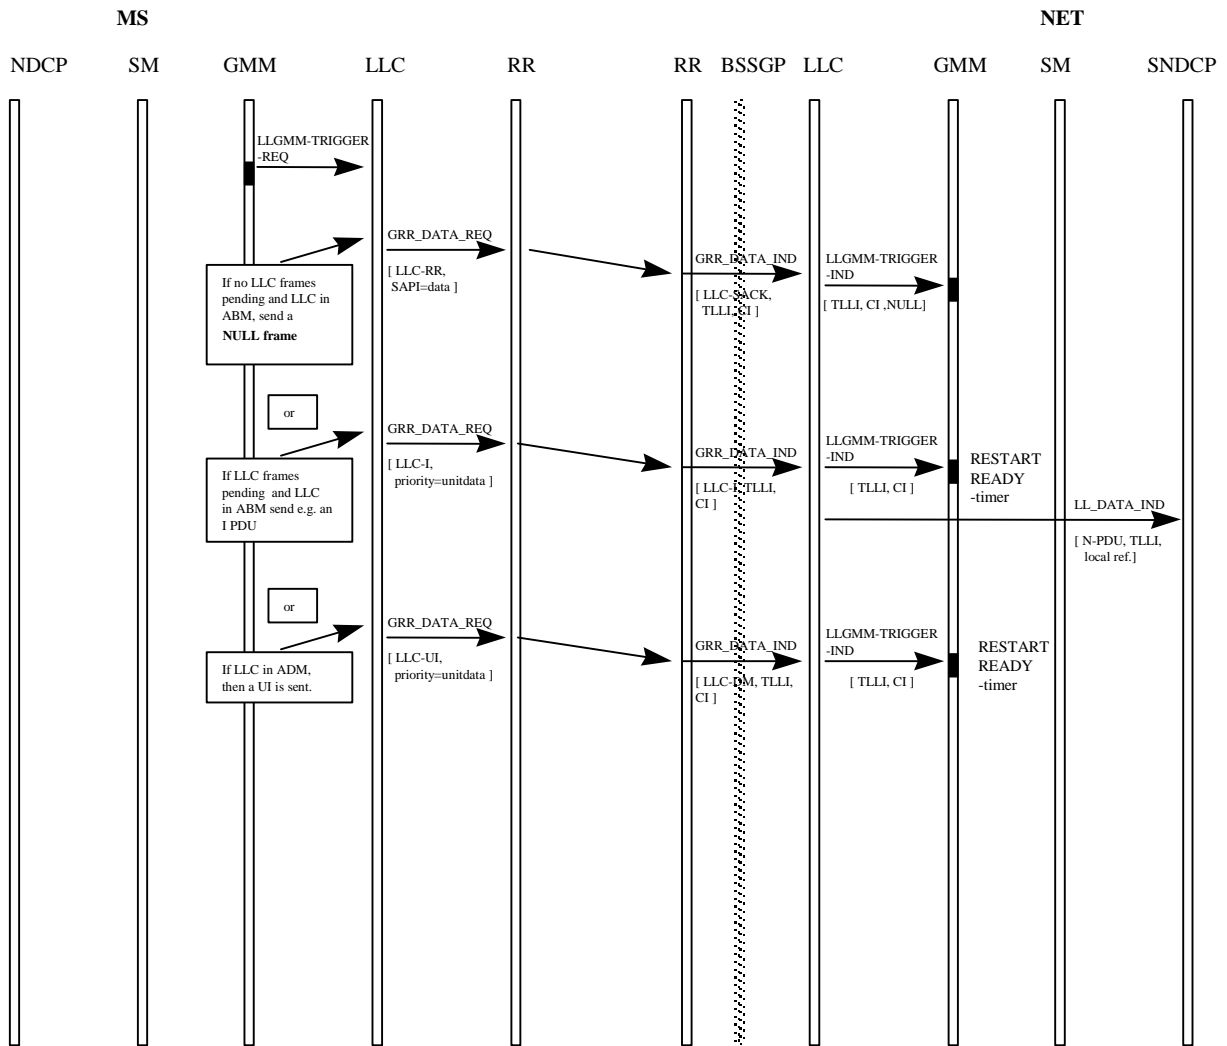 MS
NET
NDCP SM GMM LLC RR RR BSSGP LLC GMM SM SNDCP
LLGMM-TRIGGER
-REQ
GRR_DATA_REQ
[ LLC-RR,
SAPI=data ]
GRR_DATA_IND
[ LLC-SACK,
TLLI, CI ]
LLGMM-TRIGGER
-IND
[ TLLI, CI ,NULL]
If no LLC frames
pending and LLC in
ABM, send a
NULL frame
or
GRR_DATA_REQ
[ LLC-I,
priority=unitdata ]
GRR_DATA_IND
[ LLC-I, TLLI,
CI ]
LLGMM-TRIGGER
-IND
[ TLLI, CI ]
RESTART
READY
-timer
If LLC frames
pending and LLC
in ABM send e.g. an
I PDU
LL_DATA_IND
[ N-PDU, TLLI,
local ref.]
or
GRR_DATA_REQ
[ LLC-UI,
priority=unitdata ]
GRR_DATA_IND
[ LLC-DM, TLLI,
CI ]
LLGMM-TRIGGER
-IND
[ TLLI, CI ]
RESTART
READY
-timer
If LLC in ADM,
then a UI is sent.